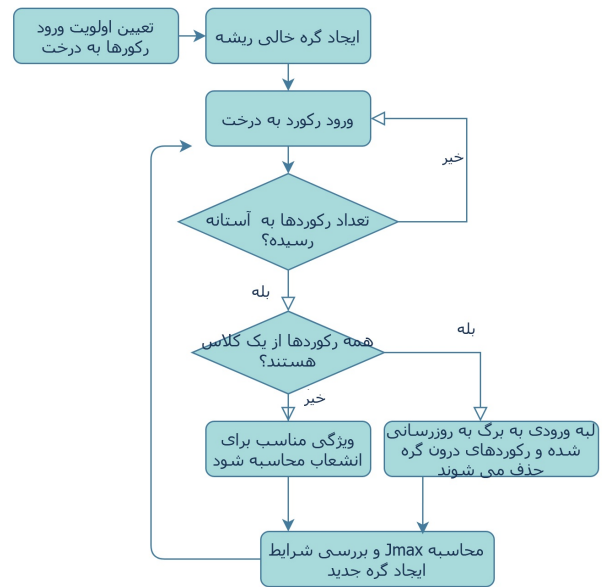 تعیین اولویت ورود
رکورها به درخت
ایجاد گره خالی ریشه
ورود رکورد به درخت
خیر
تعداد رکوردها به آستانه
رسیده؟
بله
همه رکوردها از یک کلاس
هستند؟
بله
خیر
ویژگی مناسب برای
انشعاب محاسبه شود
لبه ورودی به برگ به روزرسانی
شده و رکوردهای درون گره
حذف می شوند
محاسبه Jmax و بررسی شرایط
ایجاد گره جدید